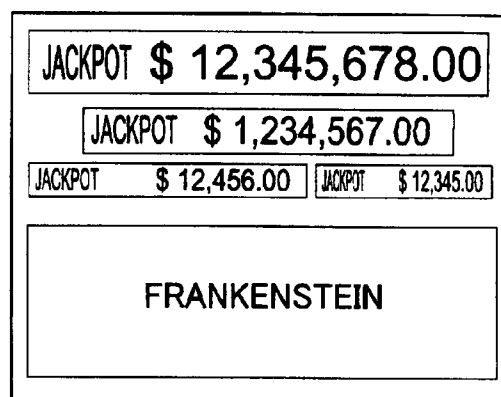 JACKPOT $ 12,345,678.00
JACKPOT $ 1,234,567.00
JACKPOT $ 12,456.00 JACKPOT $ 12,345.00
FRANKENSTEIN